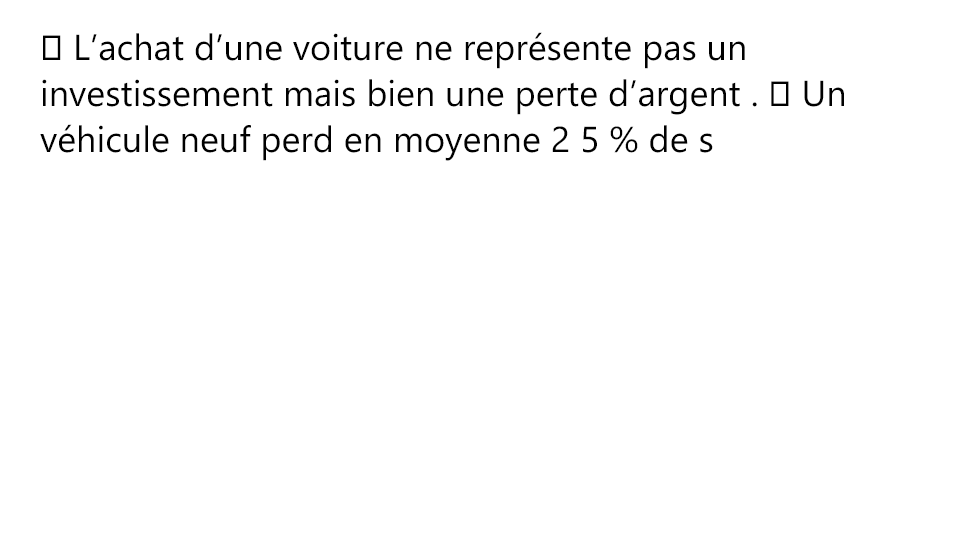 ▯ L’achat d’une voiture ne représente pas un
investissement mais bien une perte d’argent . ▯ Un
véhicule neuf perd en moyenne 2 5 % de s